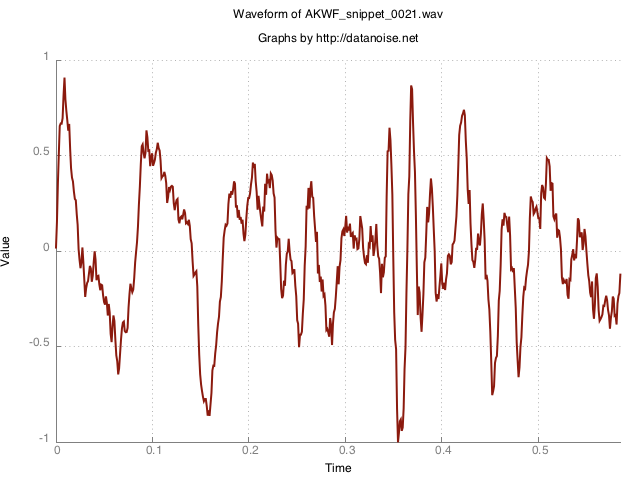 Waveform of AKWF_snippet_0021.wav
Graphs by http://datanoise.net
1
0.5
0
-0.5
-1
Value
0
0.1
0.2
0.3
0.4
0.5
Time